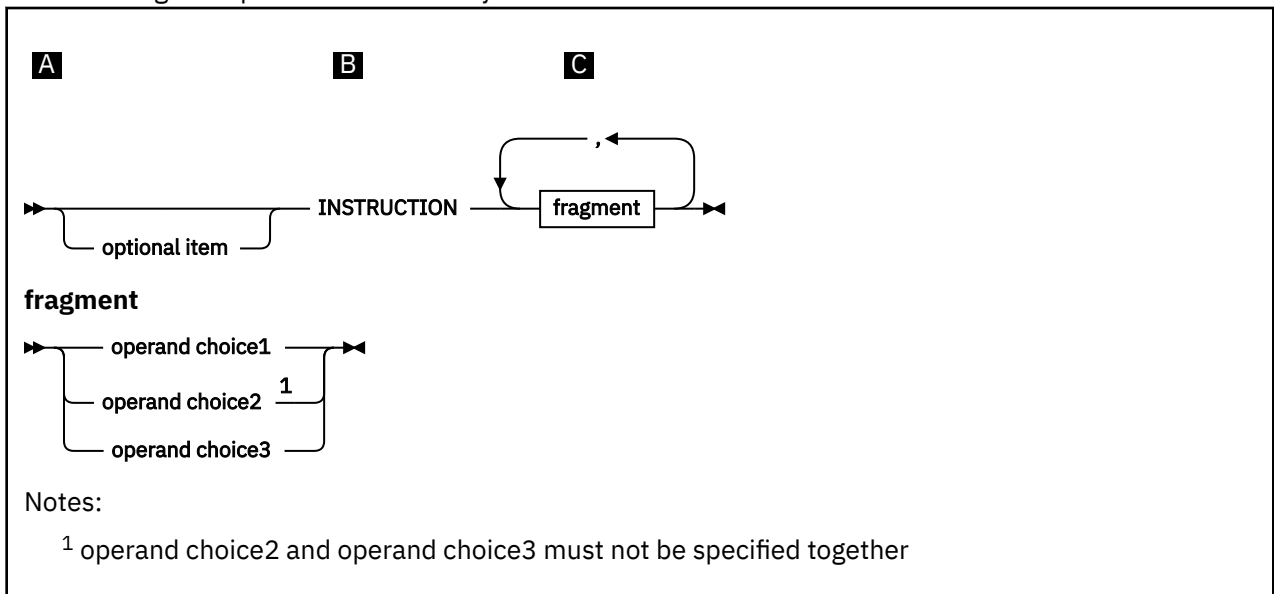 A B C
,
INSTRUCTION fragment
optional item
fragment
operand choice1
operand choice2 1
operand choice3
Notes:
1 operand choice2 and operand choice3 must not be specified together